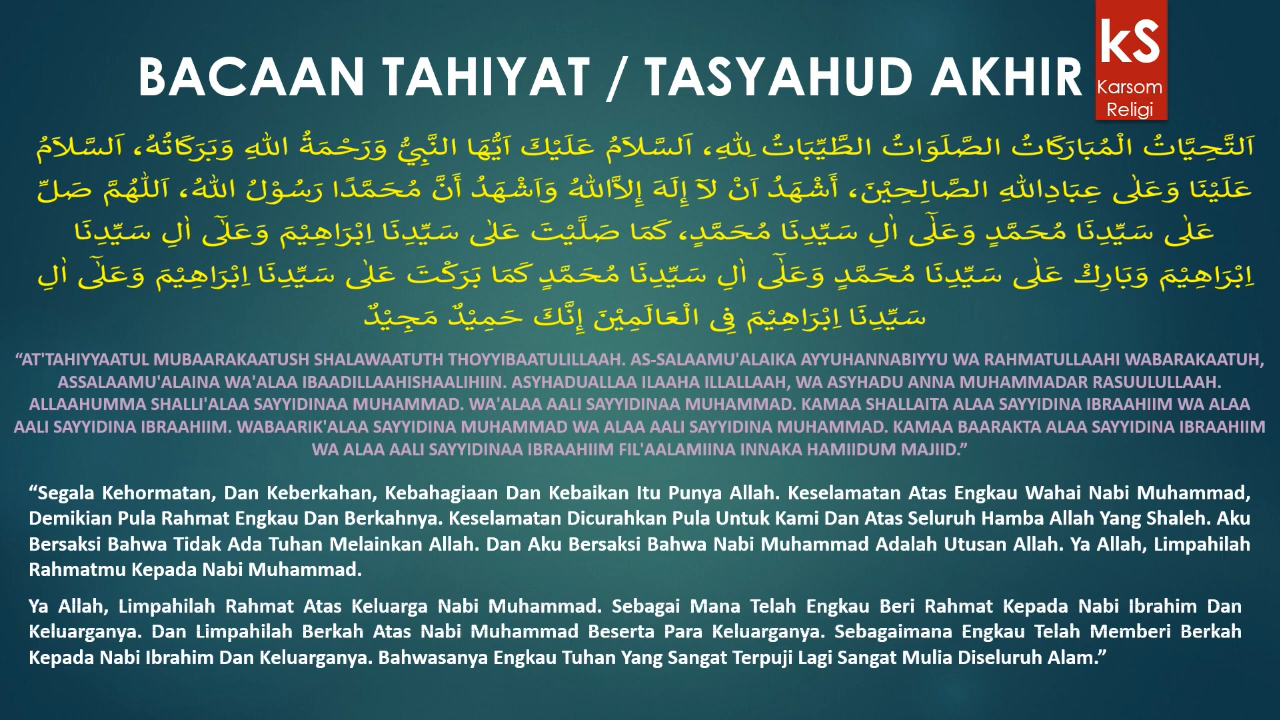 BACAAN TAHIYAT / TASYAHUD AKHIR
kS
Karsom
Religi
اَلتَّحِيَّاتُ الْمُبَارَكَاتُ الصَّلَوَاتُ الطَّيِّبَاتُ لِلّٰهِ، اَلسَّلاَمُ عَلَيْكَ اَيُّهَا النَّبِيُّ وَرَحْمَةُ اللهِ وَبَرَكَاتُهُ، اَلسَّلاَمُ
عَلَيْنَا وَعَلٰى عِبَادِاللهِ الصَّالِحِيْنَ، أَشْهَدُ اَنْ لآ إِلَهَ إِلاَّاللهُ وَاَشْهَدُ أَنَّ مُحَمَّدًا رَسُوْلُ اللهُ، اَللّٰهُمَّ صَلِّ
عَلٰى سَيِّدِنَا مُحَمَّدٍ وَعَلٰٓى اٰلِ سَيِّدِنَا مُحَمَّدٍ، كَمَا صَلَّيْتَ عَلٰى سَيِّدِنَا اِبْرَاهِيْمَ وَعَلٰٓى اٰلِ سَيِّدِنَا
اِبْرَاهِيْمَ وَبَارِكْ عَلٰى سَيِّدِنَا مُحَمَّدٍ وَعَلٰٓى اٰلِ سَيِّدِنَا مُحَمَّدٍ كَمَا بَرَكْتَ عَلٰى سَيِّدِنَا اِبْرَاهِيْمَ وَعَلٰٓى اٰلِ
سَيِّدِنَا اِبْرَاهِيْمَ فِى الْعَالَمِيْنَ إِنَّكَ حَمِيْدٌ مَجِيْدٌ
“AT'TAHIYYAATUL MUBAARAKAATUSH SHALAWAATUTH THOYYIBAATULILLAAH. AS-SALAAMU'ALAIKA AYYUHANNABIYYU WA RAHMATULLAAHI WABARAKAATUH,
ASSALAAMU'ALAINA WA'ALAA IBAADILLAAHISHAALIHIIN. ASYHADUALLAA ILAAHA ILLALLAAH, WA ASYHADU ANNA MUHAMMADAR RASUULULLAAH.
ALLAAHUMMA SHALLI'ALAA SAYYIDINAA MUHAMMAD. WA'ALAA AALI SAYYIDINAA MUHAMMAD. KAMAA SHALLAITA ALAA SAYYIDINA IBRAAHIIM WA ALAA
AALI SAYYIDINA IBRAAHIIM. WABAARIK'ALAA SAYYIDINA MUHAMMAD WA ALAA AALI SAYYIDINA MUHAMMAD. KAMAA BAARAKTA ALAA SAYYIDINA IBRAAHIIM
WA ALAA AALI SAYYIDINAA IBRAAHIIM FIL'AALAMIINA INNAKA HAMIIDUM MAJIID.”
“Segala Kehormatan, Dan Keberkahan, Kebahagiaan Dan Kebaikan Itu Punya Allah. Keselamatan Atas Engkau Wahai Nabi Muhammad,
Demikian Pula Rahmat Engkau Dan Berkahnya. Keselamatan Dicurahkan Pula Untuk Kami Dan Atas Seluruh Hamba Allah Yang Shaleh. Aku
Bersaksi Bahwa Tidak Ada Tuhan Melainkan Allah. Dan Aku Bersaksi Bahwa Nabi Muhammad Adalah Utusan Allah. Ya Allah, Limpahilah
Rahmatmu Kepada Nabi Muhammad.
Ya Allah, Limpahilah Rahmat Atas Keluarga Nabi Muhammad. Sebagai Mana Telah Engkau Beri Rahmat Kepada Nabi Ibrahim Dan
Keluarganya. Dan Limpahilah Berkah Atas Nabi Muhammad Beserta Para Keluarganya. Sebagaimana Engkau Telah Memberi Berkah
Kepada Nabi Ibrahim Dan Keluarganya. Bahwasanya Engkau Tuhan Yang Sangat Terpuji Lagi Sangat Mulia Diseluruh Alam.”